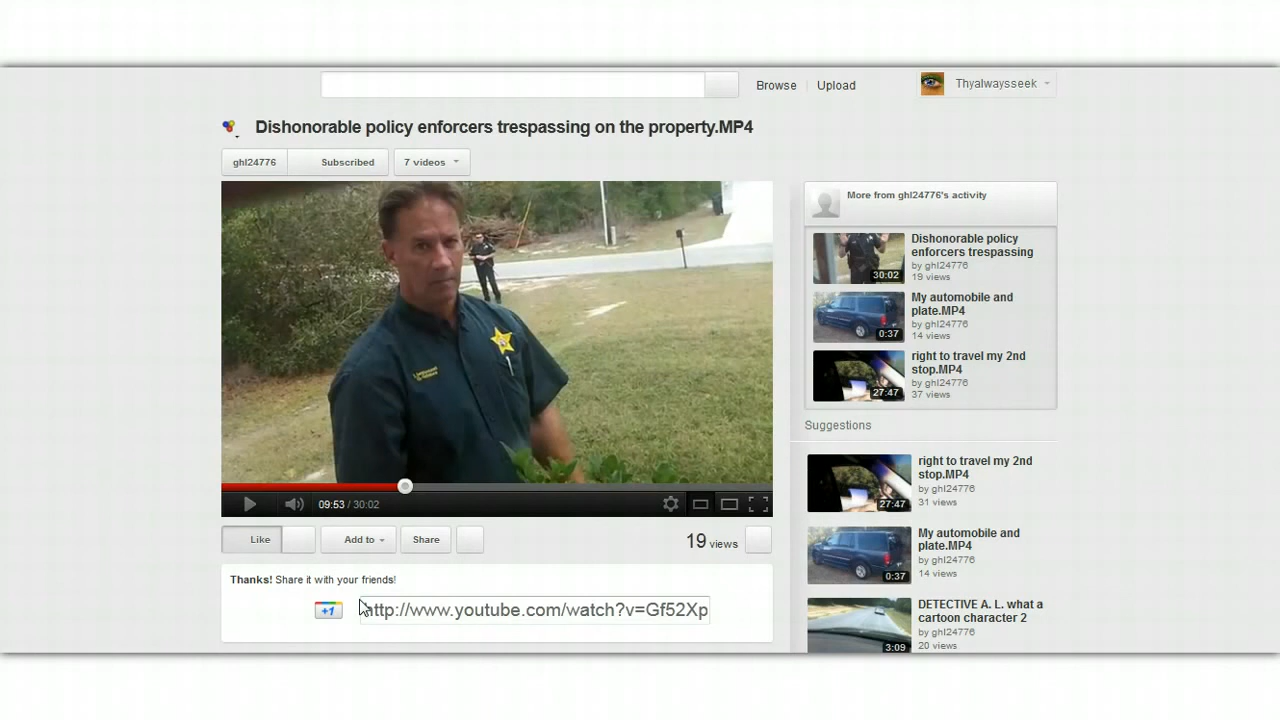 Browse
Upload
Thyalwaysseek
Dishonorable policy enforcers trespassing on the property.MP4
ghl24776
Subscribed
7 videos
More from ghl24776's activity
Dishonorable policy
enforcers trespassing
by ghl24776
19 views
30:02
My automobile and
plate.MP4
by ghl24776
14 views
0:37
right to travel my 2nd
stop.MP4
by ghl24776
37 views
27:47
Suggestions
right to travel my 2nd
stop.MP4
by ghl24776
31 views
27:47
My automobile and
plate.MP4
by ghl24776
14 views
0:37
DETECTIVE A. L. what a
cartoon character 2
by ghl24776
20 views
3:09
09:53 / 30:02
Like
Add to
Share
19 views
Thanks! Share it with your friends!
+1
http://www.youtube.com/watch?v=Gf52Xp